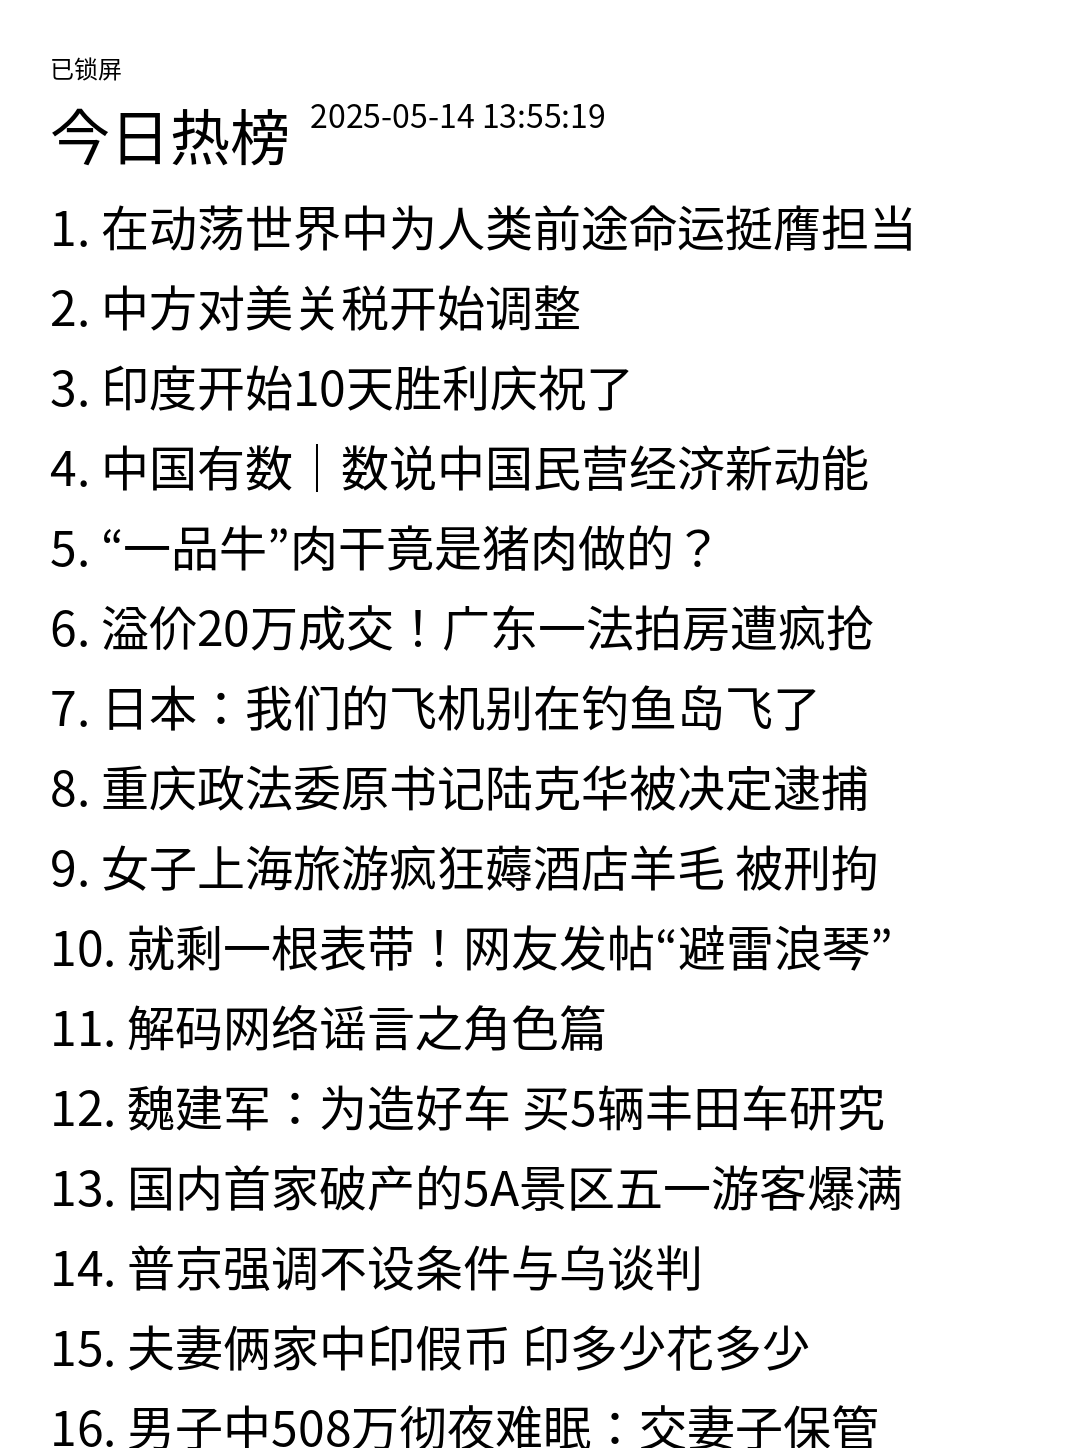 已锁屏
今日热榜 2025-05-14 13:55:19
1. 在动荡世界中为人类前途命运挺膺担当
2. 中方对美关税开始调整
3. 印度开始10天胜利庆祝了
4. 中国有数｜数说中国民营经济新动能
5. “一品牛”肉干竟是猪肉做的？
6. 溢价20万成交！广东一法拍房遭疯抢
7. 日本：我们的飞机别在钓鱼岛飞了
8. 重庆政法委原书记陆克华被决定逮捕
9. 女子上海旅游疯狂薅酒店羊毛 被刑拘
10. 就剩一根表带！网友发帖“避雷浪琴”
11. 解码网络谣言之角色篇
12. 魏建军：为造好车 买5辆丰田车研究
13. 国内首家破产的5A景区五一游客爆满
14. 普京强调不设条件与乌谈判
15. 夫妻俩家中印假币 印多少花多少
16. 男子中508万彻夜难眠：交妻子保管